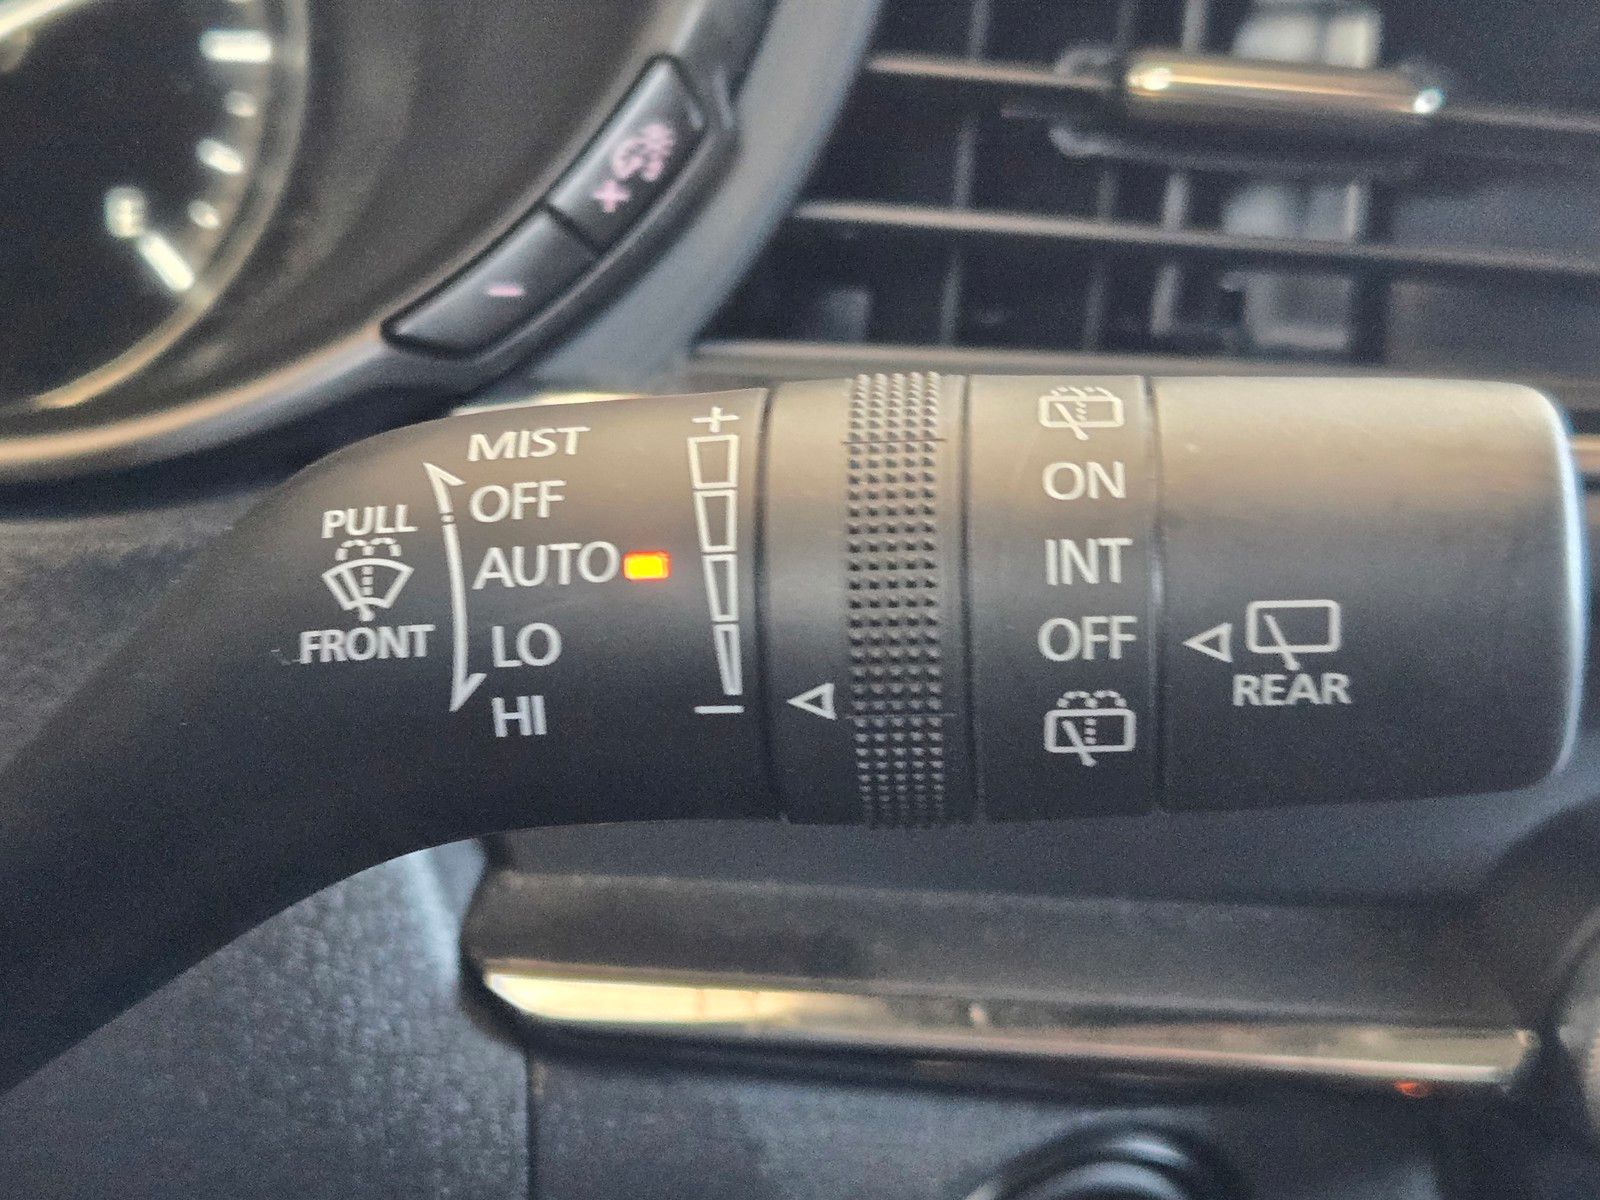 MIST
OFF
AUTO
LO
HI
PULL
FRONT
+
−
ON
INT
OFF
REAR
+
-